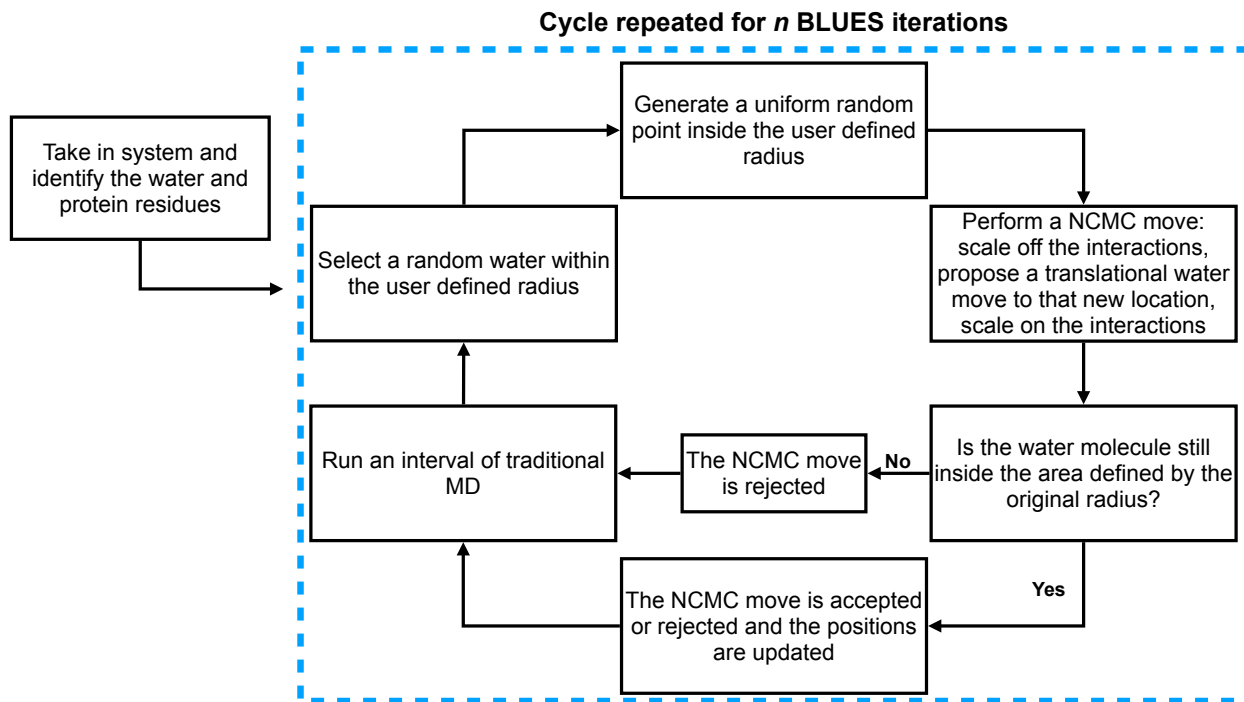 Cycle repeated for n BLUES iterations
Take in system and
identify the water and
protein residues
Generate a uniform random
point inside the user defined
radius
Select a random water within
the user defined radius
Perform a NCMC move:
scale off the interactions,
propose a translational water
move to that new location,
scale on the interactions
Run an interval of traditional
MD
The NCMC move
is rejected
No
Is the water molecule still
inside the area defined by the
original radius?
Yes
The NCMC move is accepted
or rejected and the positions
are updated